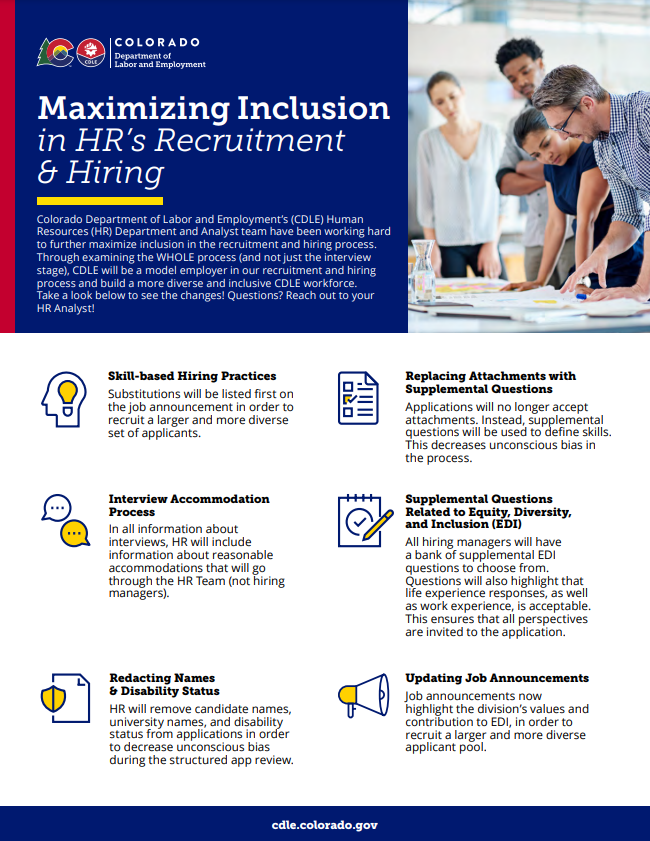 COLORADO
Department of
Labor and Employment
CDLE
Maximizing Inclusion
in HR's Recruitment
& Hiring
Colorado Department of Labor and Employment's (CDLE) Human
Resources (HR) Department and Analyst team have been working hard
to further maximize inclusion in the recruitment and hiring process.
Through examining the WHOLE process (and not just the interview
stage), CDLE will be a model employer in our recruitment and hiring
process and build a more diverse and inclusive CDLE workforce.
Take a look below to see the changes! Questions? Reach out to your
HR Analyst!
Skill-based Hiring Practices
Substitutions will be listed first on
the job announcement in order to
recruit a larger and more diverse
set of applicants.
Replacing Attachments with
Supplemental Questions
Applications will no longer accept
attachments. Instead, supplemental
questions will be used to define skills.
This decreases unconscious bias in
the process.
Interview Accommodation
Process
In all information about
interviews, HR will include
information about reasonable
accommodations that will go
through the HR Team (not hiring
managers).
Supplemental Questions
Related to Equity, Diversity,
and Inclusion (EDI)
All hiring managers will have
a bank of supplemental EDI
questions to choose from.
Questions will also highlight that
life experience responses, as well
as work experience, is acceptable.
This ensures that all perspectives
are invited to the application.
Redacting Names
& Disability Status
HR will remove candidate names,
university names, and disability
status from applications in order
to decrease unconscious bias
during the structured app review.
Updating Job Announcements
Job announcements now
highlight the division's values and
contribution to EDI, in order to
recruit a larger and more diverse
applicant pool.
cdle.colorado.gov